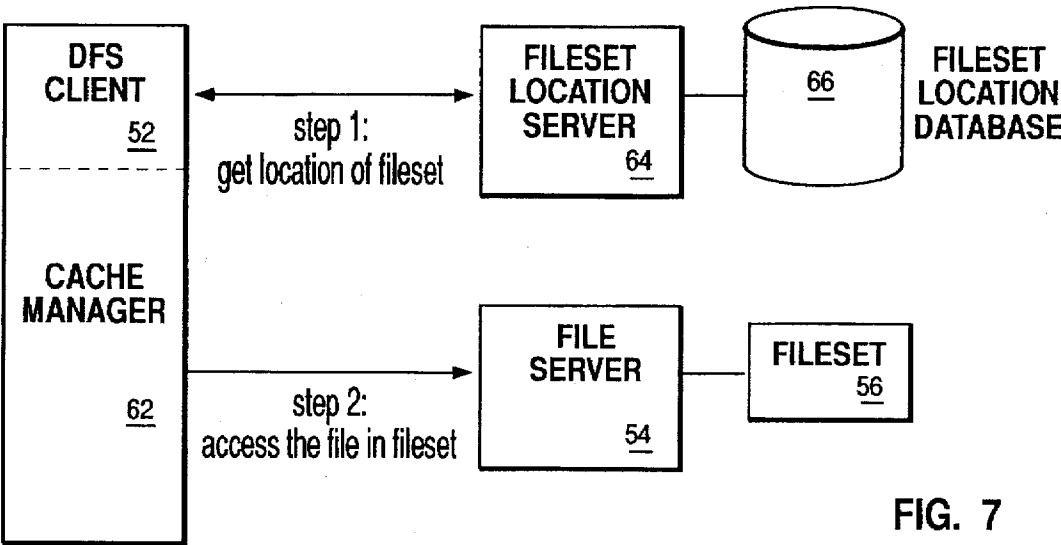 DFS
CLIENT
52
CACHE
MANAGER
62
step 1:
get location of fileset
FILESET
LOCATION
SERVER
64
66
FILESET
LOCATION
DATABASE
step 2:
access the file in fileset
FILE
SERVER
54
FILESET
56
FIG. 7